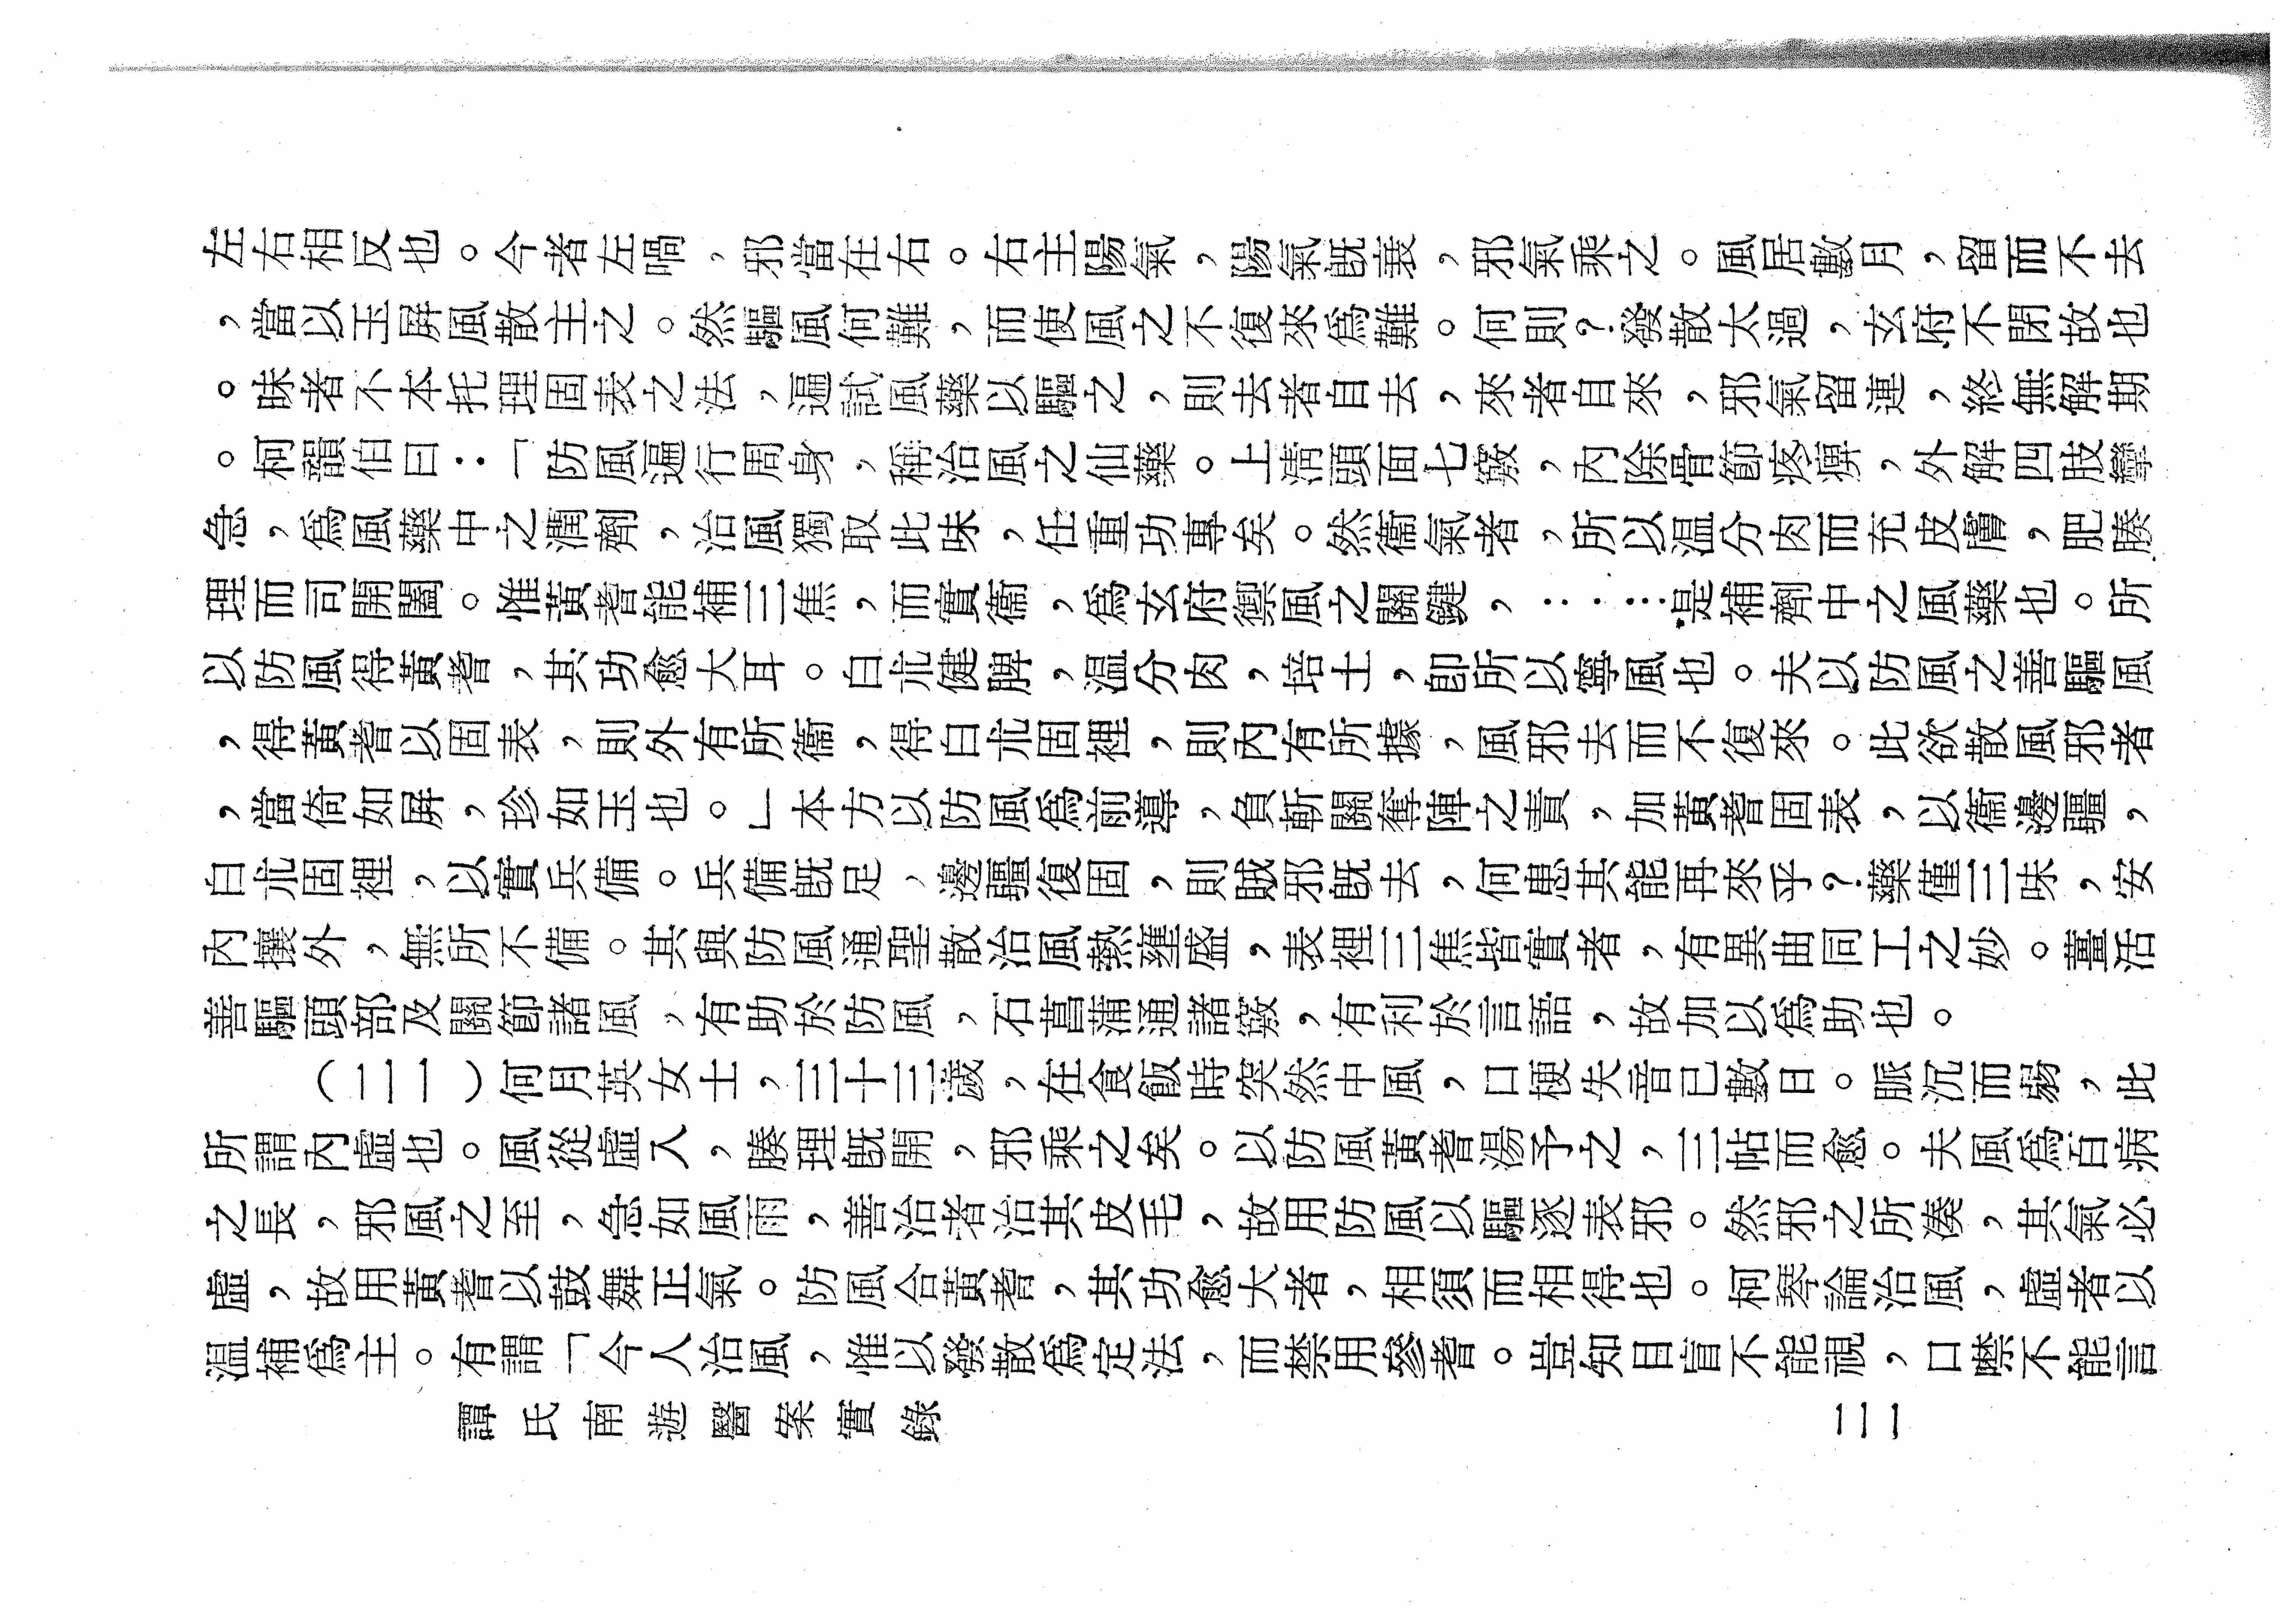 左右相反也。今者左喎，邪當在右。右主陽氣，陽氣旣衰，邪氣乘之。風居數月，留而不去
，當以玉屏風散主之。然驅風何難，而使風之不復來爲難。何則？發散太過，玄府不閉故也
。昧者不本托理固表之法，遍試風藥以驅之，則去者自去，來者自來，邪氣留連，終無解期
。柯韻伯曰：「防風遍行周身，稱治風之仙藥。上淸頭面七竅，內除骨節疼痹，外解四肢攣
急，爲風藥中之潤劑，治風獨取此味，任重功專矣。然衞氣者，所以溫分肉而充皮膚，肥腠
理而司開闔。惟黃耆能補三焦，而實衞，爲玄府禦風之關鍵，……是補劑中之風藥也。所
以防風得黃耆，其功愈大耳。白朮健脾，溫分肉，培土，卽所以寧風也。夫以防風之善驅風
，得黃耆以固表，則外有所衞，得白朮固裡，則內有所據，風邪去而不復來。此欲散風邪者
，當倚如屏，珍如玉也。」本方以防風爲前導，負斬關奪陣之責，加黃耆固表，以衞邊疆，
白朮固裡，以實兵備。兵備旣足，邊疆復固，則賊邪旣去，何患其能再來乎？藥僅三味，安
內攘外，無所不備。其與防風通聖散治風熱壅盛，表裡三焦皆實者，有異曲同工之妙。薑活
善驅頭部及關節諸風，有助於防風，石菖蒲通諸竅，有利於言語，故加以爲助也。
（二二）何月英女士，三十三歲，在食飯時突然中風，口梗失音已數日。脈沉而弱，此
所謂內虛也。風從虛入，腠理旣開，邪乘之矣。以防風黃耆湯予之，三帖而愈。夫風爲百病
之長，邪風之至，急如風雨，善治者治其皮毛，故用防風以驅逐表邪。然邪之所湊，其氣必
虛，故用黃耆以鼓舞正氣。防風合黃耆，其功愈大者，相須而相得也。柯琴論治風，虛者以
溫補爲主。有謂「今人治風，惟以發散爲定法，而禁用參耆。豈知目盲不能視，口噤不能言
譚氏南遊醫案實錄
二二